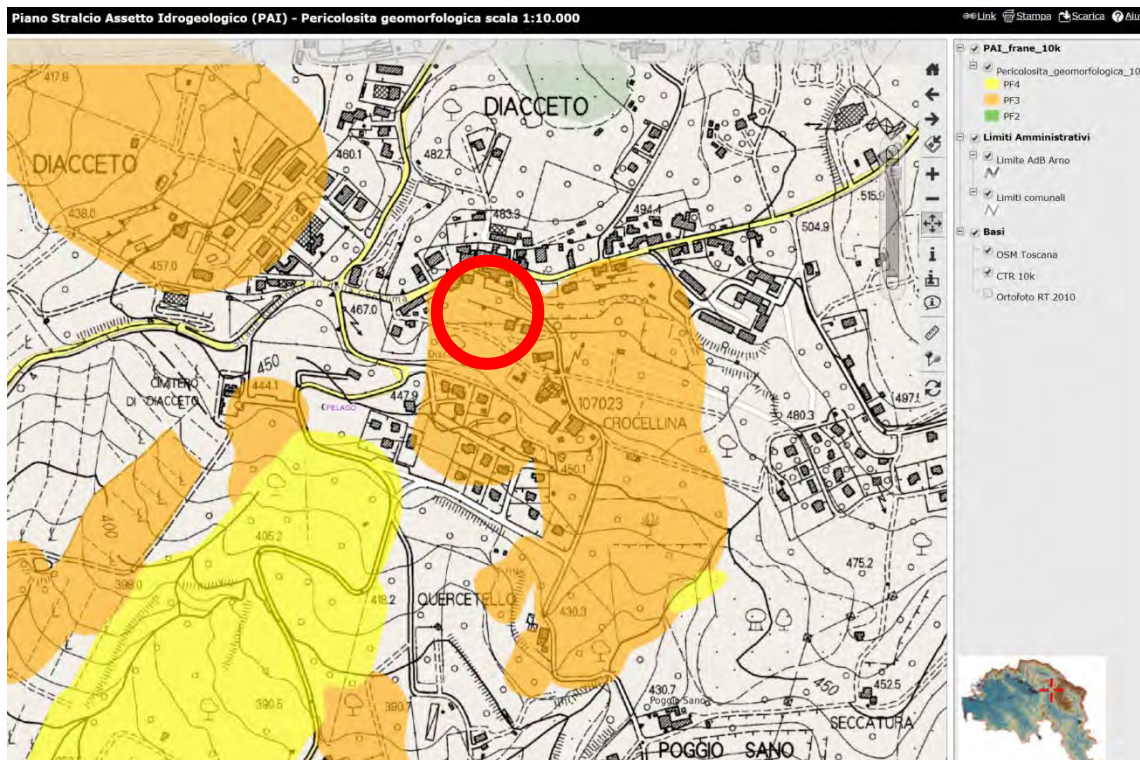 Piano Stralcio Assetto Idrogeologico (PAI) - Pericolosita geomorfologica scala 1:10.000
Link Stampa Scarica
PAI_frane_10k
Pericolosita_geomorfologica_10
PF4
PF3
PF2
Limiti Amministrativi
Limite AdB Arno
Limiti comunali
Basi
OSM Toscana
CTR 10k
Ortofoto RT 2010
417.9
DIACCETO
DIACCETO
460.1
482.7
438.0
483.3
494.4
515.9
504.9
457.0
467.0
450
444.1
CIMITERO
DI DIACCETO
PELAGO
447.9
107023
CROCELLINA
480.3
497.
450.1
400
405.2
398.0
418.2
QUERCETELLO
430.3
475.2
390.5
390.7
430.7
Poggio Sano
450
452.5
SECCATURA
POGGIO SANO